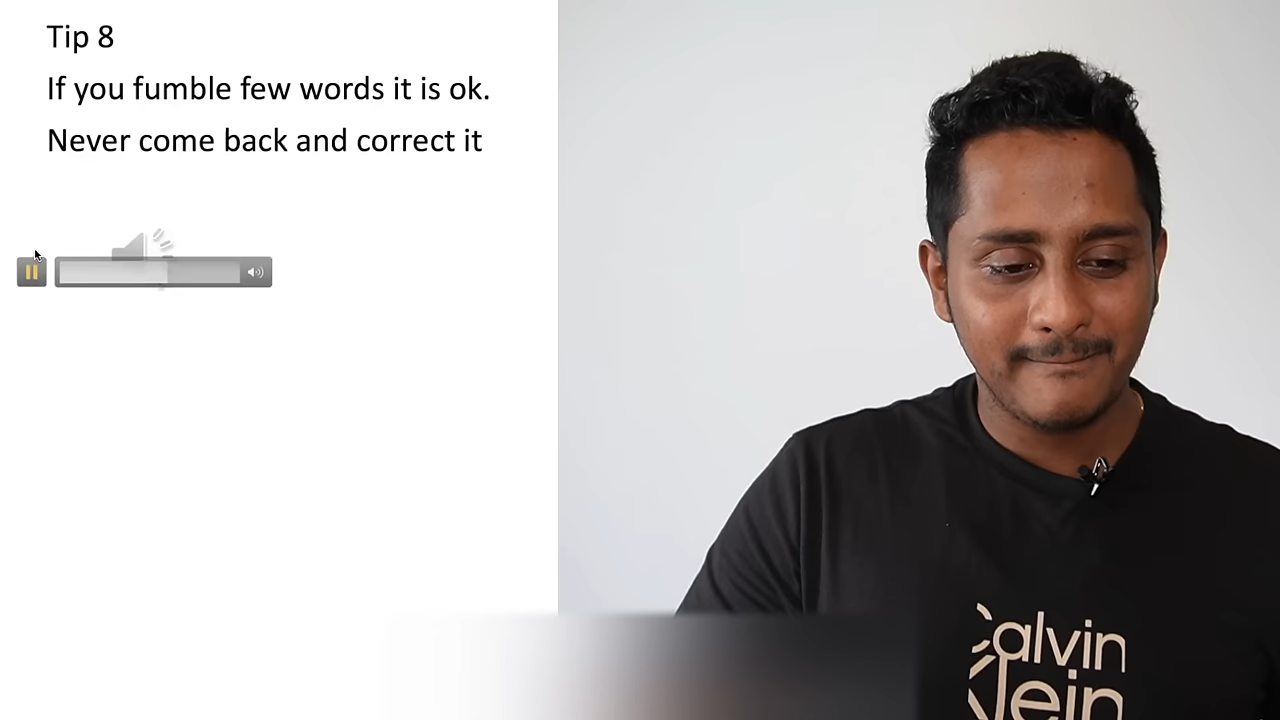 Tip 8
If you fumble few words it is ok.
Never come back and correct it
Calvin
Klein